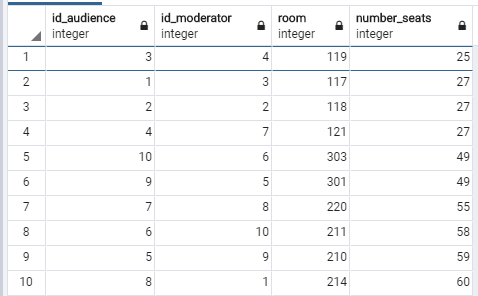 id_audience id_moderator room number_seats
integer integer integer integer
1 3 4 119 25
2 1 3 117 27
3 2 2 118 27
4 4 7 121 27
5 10 6 303 49
6 9 5 301 49
7 7 8 220 55
8 6 10 211 58
9 5 9 210 59
10 8 1 214 60